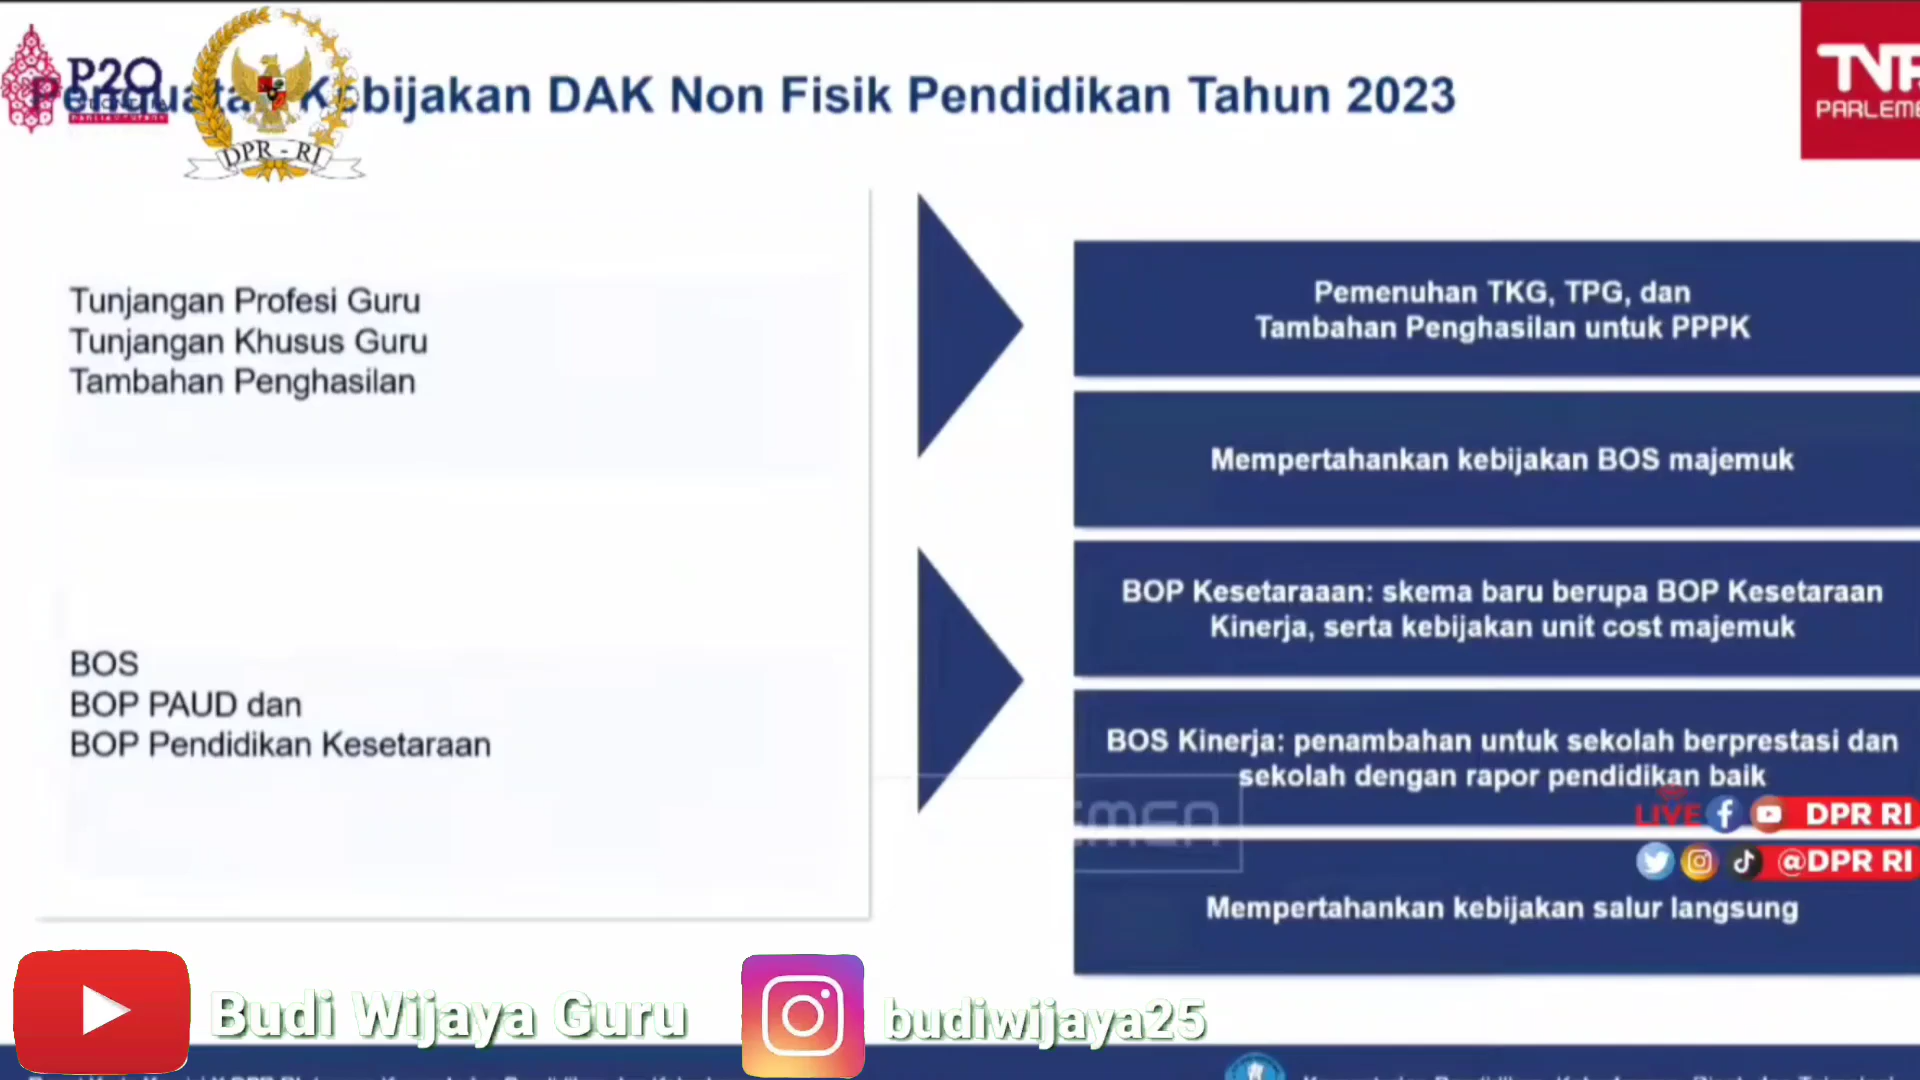 P20
DPR - RI
Kebijakan DAK Non Fisik Pendidikan Tahun 2023
Tunjangan Profesi Guru
Tunjangan Khusus Guru
Tambahan Penghasilan
BOS
BOP PAUD dan
BOP Pendidikan Kesetaraan
Pemenuhan TKG, TPG, dan
Tambahan Penghasilan untuk PPPK
Mempertahankan kebijakan BOS majemuk
BOP Kesetaraaan: skema baru berupa BOP Kesetaraan
Kinerja, serta kebijakan unit cost majemuk
BOS Kinerja: penambahan untuk sekolah berprestasi dan
sekolah dengan rapor pendidikan baik
Mempertahankan kebijakan salur langsung
LIVE DPR RI
@DPR RI
Budi Wijaya Guru
budiwijaya25